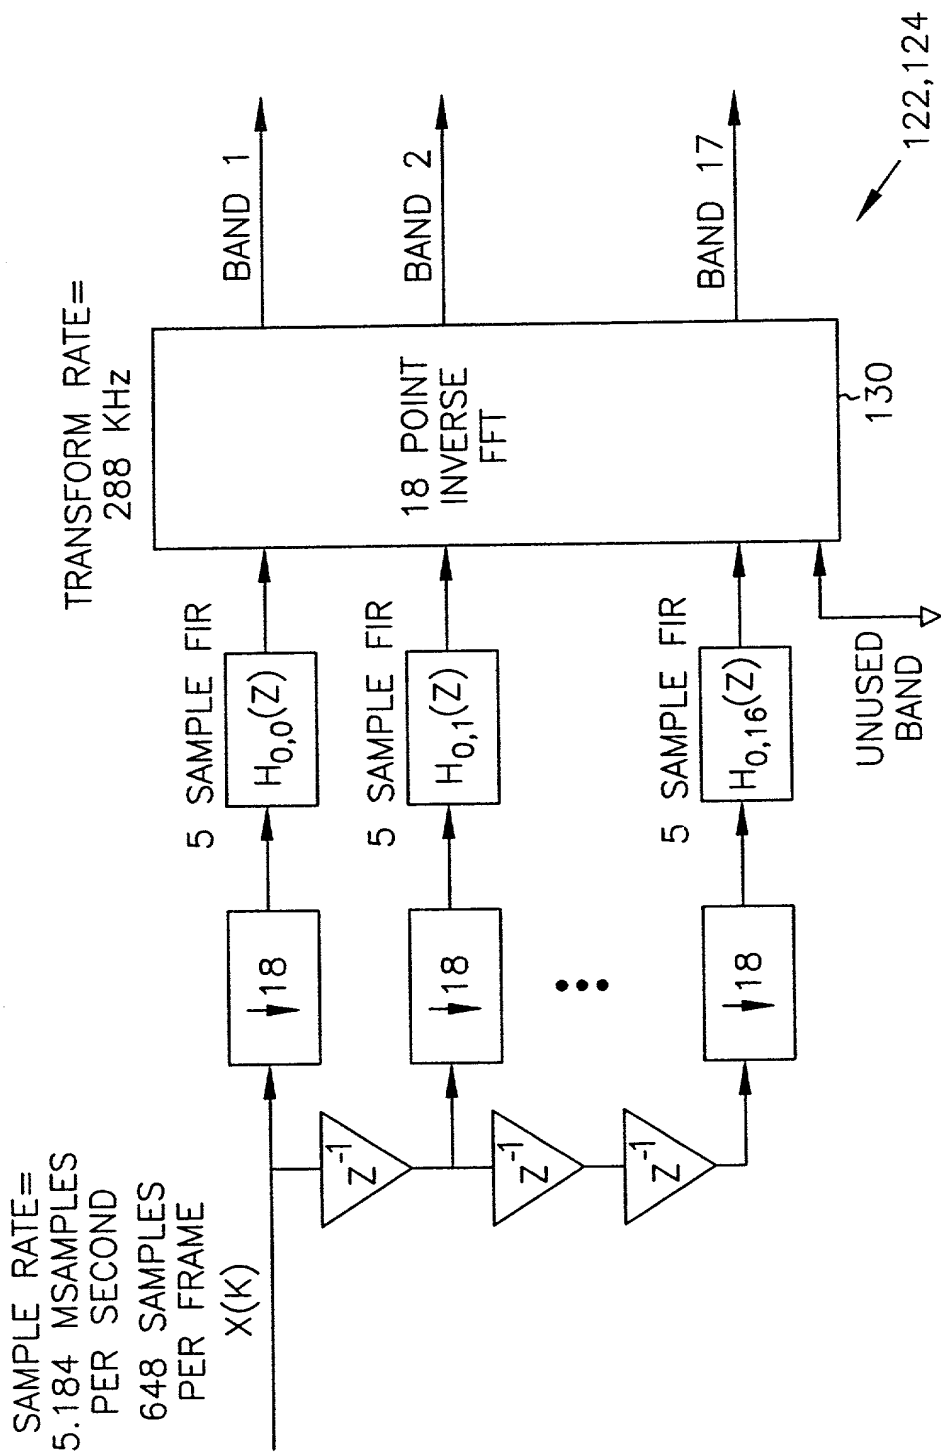 SAMPLE RATE=
5.184 MSAMPLES
PER SECOND
648 SAMPLES
PER FRAME
X(K)
Z⁻¹
Z⁻¹
Z⁻¹
↓18
↓18
↓18
5 SAMPLE FIR
H₀,₀(Z)
5 SAMPLE FIR
H₀,₁(Z)
5 SAMPLE FIR
H₀,₁₆(Z)
UNUSED
BAND
TRANSFORM RATE=
288 KHz
18 POINT
INVERSE
FFT
130
BAND 1
BAND 2
BAND 17
122,124